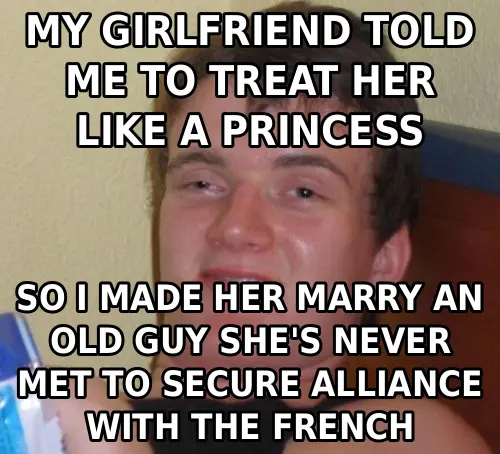 MY GIRLFRIEND TOLD
ME TO TREAT HER
LIKE A PRINCESS
SO I MADE HER MARRY AN
OLD GUY SHE'S NEVER
MET TO SECURE ALLIANCE
WITH THE FRENCH